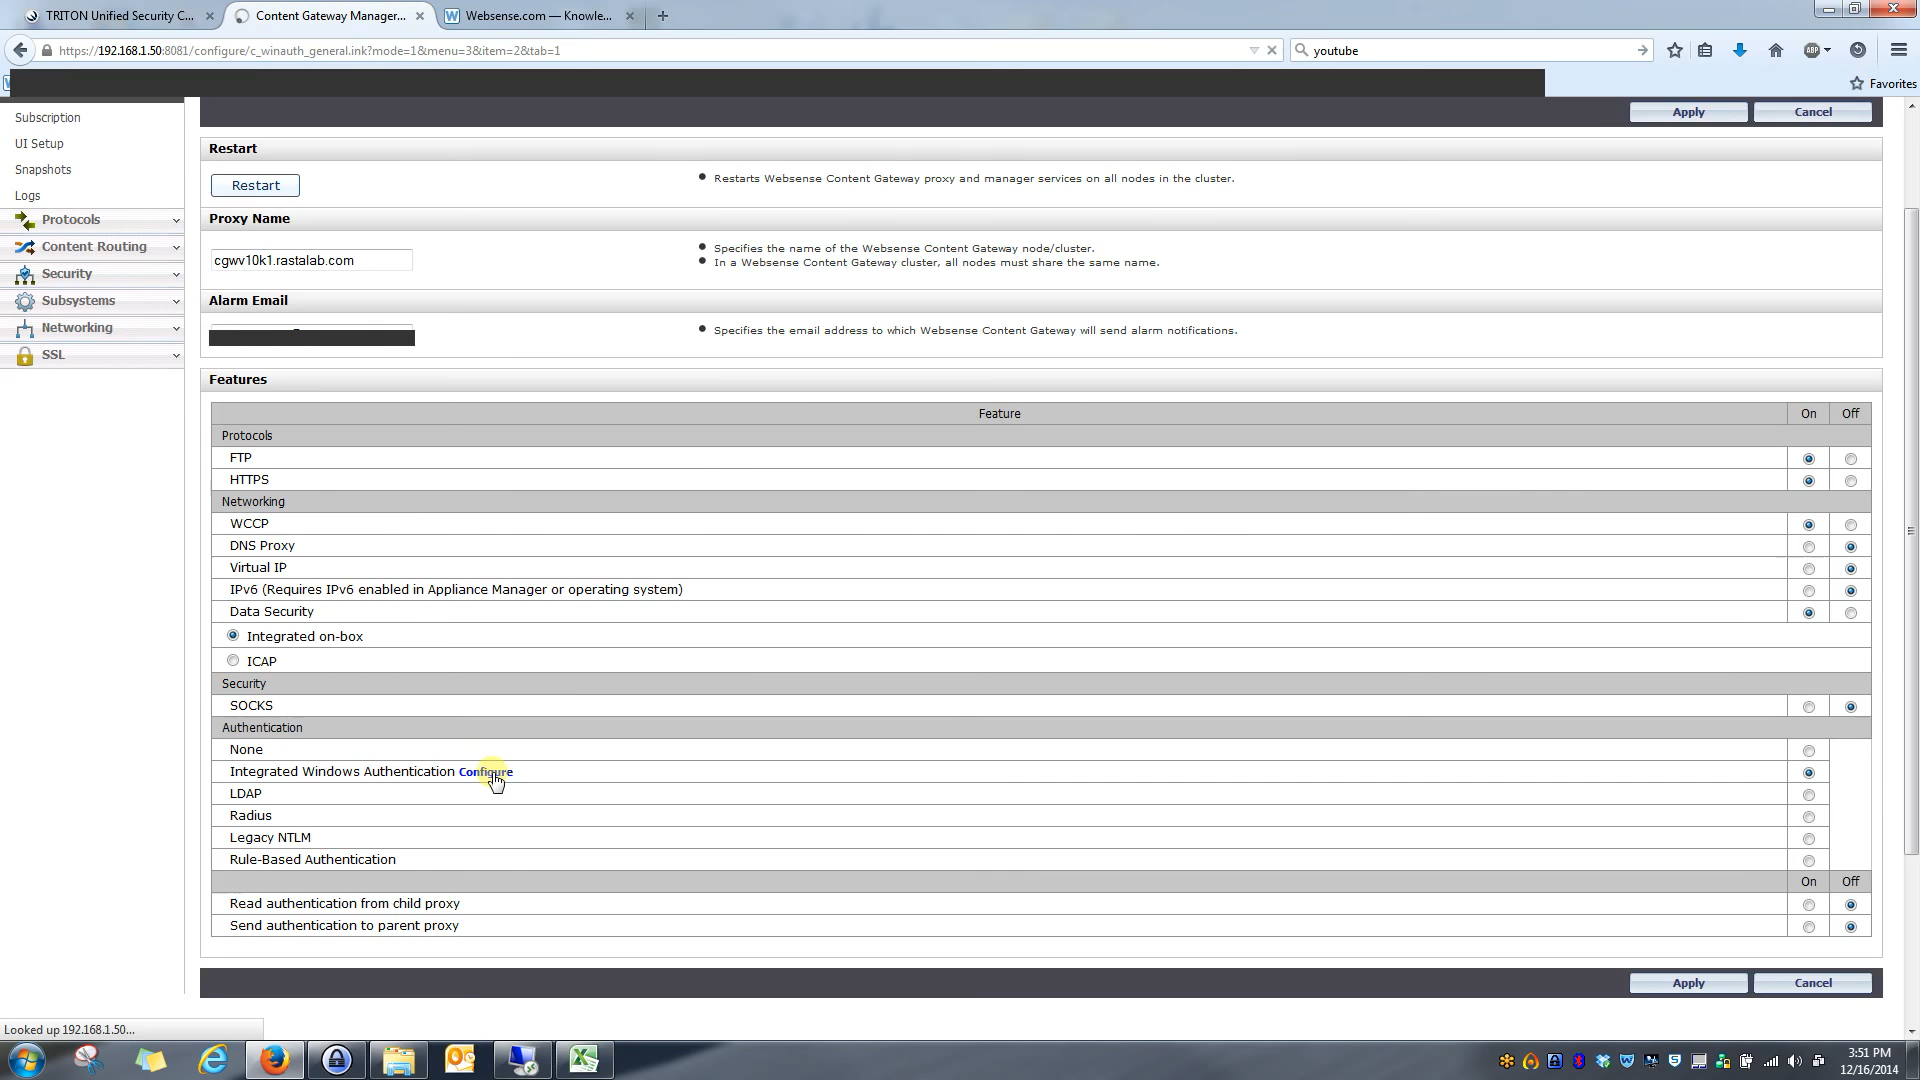 TRITON Unified Security C...
Content Gateway Manager...
Websense.com — Knowle...
https://192.168.1.50:8081/configure/c_winauth_general.ink?mode=1&menu=3&item=2&tab=1
youtube
ABP
Favorites
Subscription
UI Setup
Snapshots
Logs
Protocols
Content Routing
Security
Subsystems
Networking
SSL
Apply Cancel
Restart
Restart
Restarts Websense Content Gateway proxy and manager services on all nodes in the cluster.
Proxy Name
cgwv10k1.rastalab.com
Specifies the name of the Websense Content Gateway node/cluster.
In a Websense Content Gateway cluster, all nodes must share the same name.
Alarm Email
Specifies the email address to which Websense Content Gateway will send alarm notifications.
Features
Feature On Off
Protocols
FTP
HTTPS
Networking
WCCP
DNS Proxy
Virtual IP
IPv6 (Requires IPv6 enabled in Appliance Manager or operating system)
Data Security
Integrated on-box
ICAP
Security
SOCKS
Authentication
None
Integrated Windows Authentication Configure
LDAP
Radius
Legacy NTLM
Rule-Based Authentication
On Off
Read authentication from child proxy
Send authentication to parent proxy
Apply Cancel
Looked up 192.168.1.50...
3:51 PM
12/16/2014